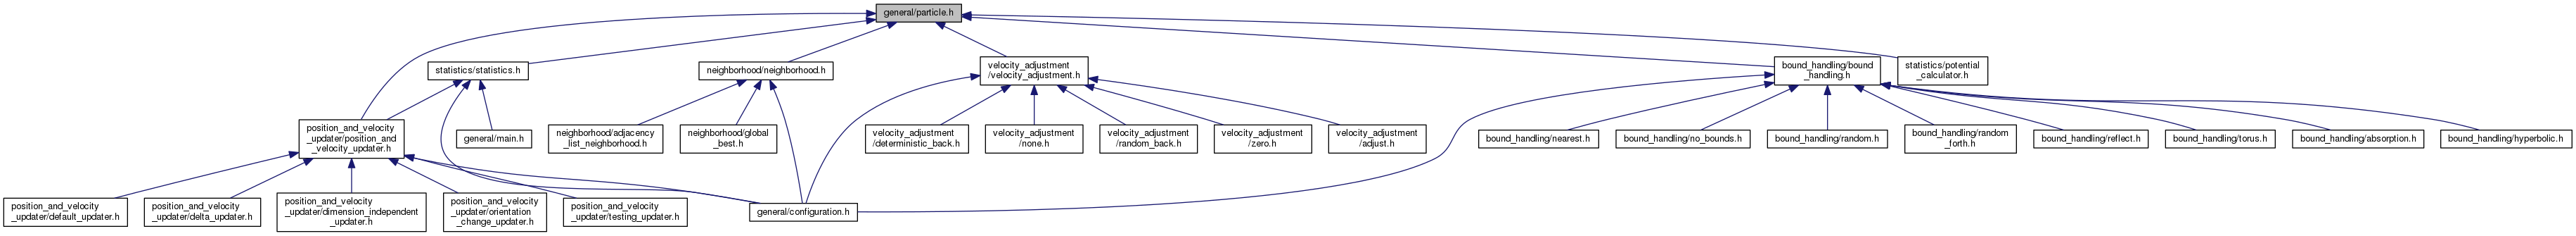 general/particle.h
statistics/statistics.h
neighborhood/neighborhood.h
velocity_adjustment
/velocity_adjustment.h
bound_handling/bound
_handling.h
statistics/potential
_calculator.h
position_and_velocity
_updater/position_and
_velocity_updater.h
general/main.h
neighborhood/adjacency
_list_neighborhood.h
neighborhood/global
_best.h
velocity_adjustment
/deterministic_back.h
velocity_adjustment
/none.h
velocity_adjustment
/random_back.h
velocity_adjustment
/zero.h
velocity_adjustment
/adjust.h
bound_handling/nearest.h
bound_handling/no_bounds.h
bound_handling/random.h
bound_handling/random
_forth.h
bound_handling/reflect.h
bound_handling/torus.h
bound_handling/absorption.h
bound_handling/hyperbolic.h
position_and_velocity
_updater/default_updater.h
position_and_velocity
_updater/delta_updater.h
position_and_velocity
_updater/dimension_independent
_updater.h
position_and_velocity
_updater/orientation
_change_updater.h
position_and_velocity
_updater/testing_updater.h
general/configuration.h